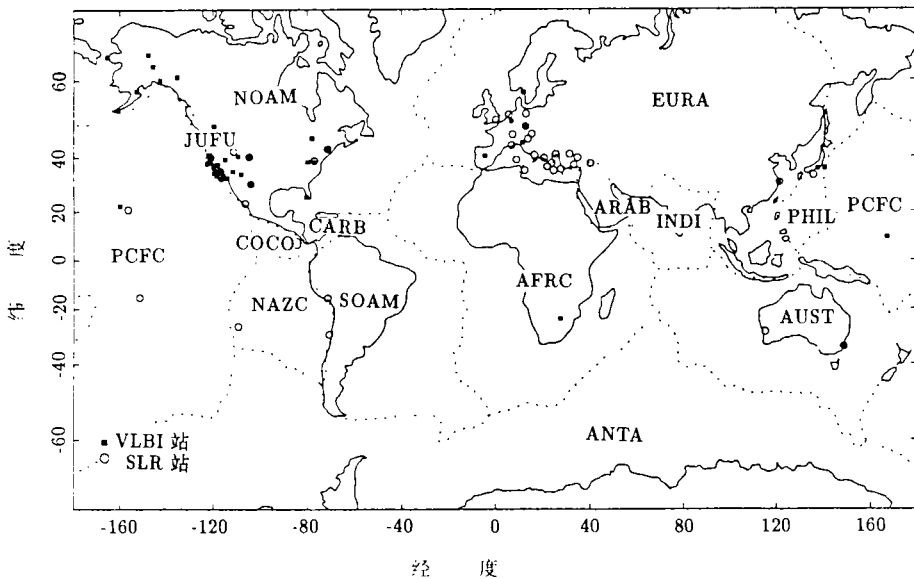 60
NOAM
EURA
JUFU
40
20
ARAB
INDI
PHIL
PCFC
CARB
COCO
PCFC
纬 度
0
AFRC
NAZC
SOAM
AUST
-20
-40
ANTA
-60
VLBI 站
SLR 站
-160 -120 -80 -40 0 40 80 120 160
经 度